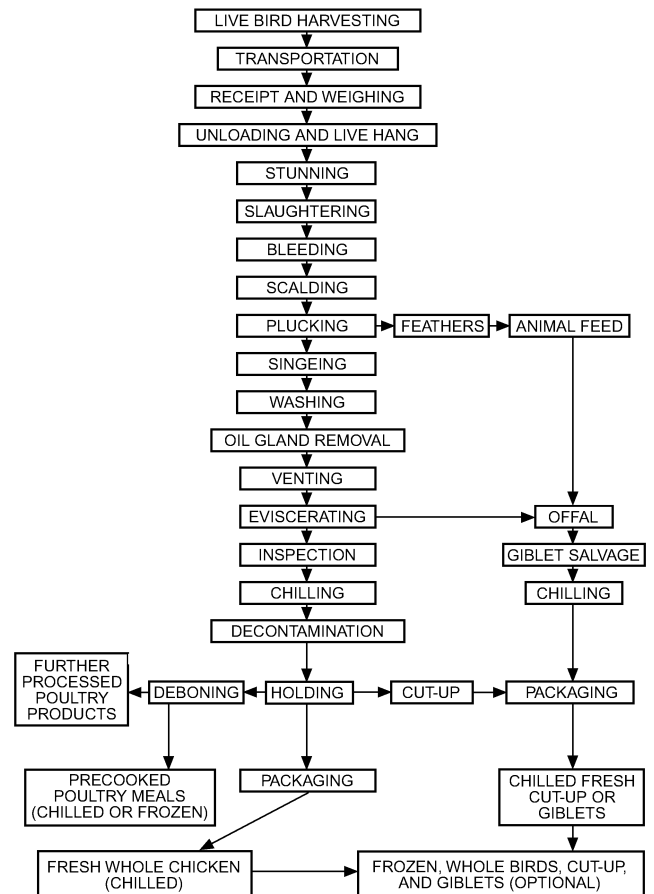 LIVE BIRD HARVESTING
TRANSPORTATION
RECEIPT AND WEIGHING
UNLOADING AND LIVE HANG
STUNNING
SLAUGHTERING
BLEEDING
SCALDING
PLUCKING
FEATHERS
ANIMAL FEED
SINGEING
WASHING
OIL GLAND REMOVAL
VENTING
EVISCERATING
OFFAL
INSPECTION
GIBLET SALVAGE
CHILLING
CHILLING
DECONTAMINATION
FURTHER
PROCESSED
POULTRY
PRODUCTS
DEBONING
HOLDING
CUT-UP
PACKAGING
PRECOOKED
POULTRY MEALS
(CHILLED OR FROZEN)
PACKAGING
CHILLED FRESH
CUT-UP OR
GIBLETS
FRESH WHOLE CHICKEN
(CHILLED)
FROZEN, WHOLE BIRDS, CUT-UP,
AND GIBLETS (OPTIONAL)